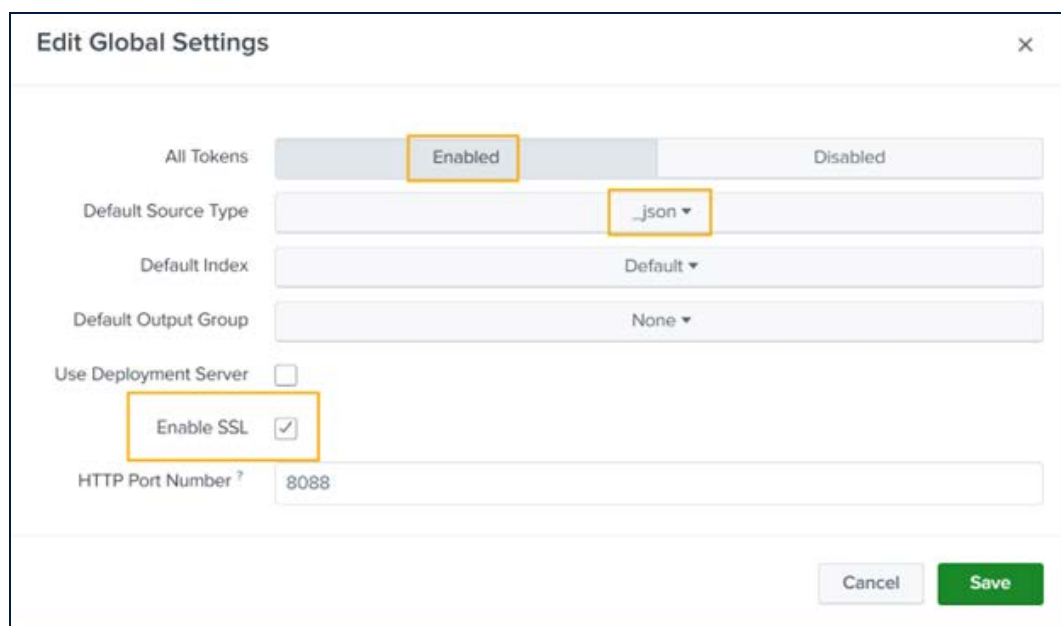 Edit Global Settings ×
All Tokens Enabled Disabled
Default Source Type _json
Default Index Default
Default Output Group None
Use Deployment Server
Enable SSL
HTTP Port Number ? 8088
Cancel Save